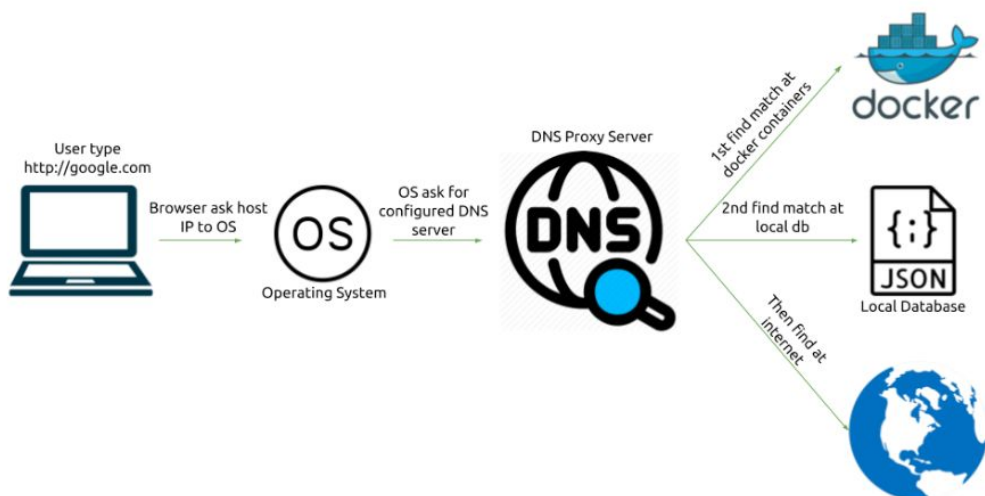 User type
http://google.com
Browser ask host
IP to OS
OS
Operating System
OS ask for
configured DNS
server
DNS Proxy Server
DNS
1st find match at
docker containers
docker
2nd find match at
local db
{;}
JSON
Local Database
Then find at
internet